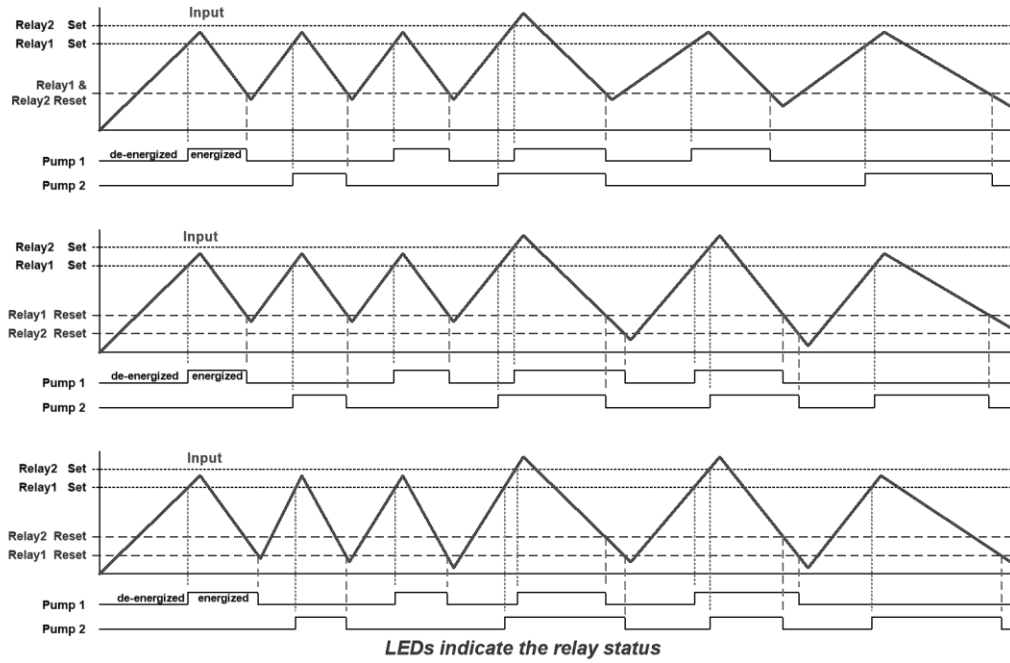 Input
Relay2 Set
Relay1 Set
Relay1 &
Relay2 Reset
de-energized energized
Pump 1
Pump 2
Input
Relay2 Set
Relay1 Set
Relay1 Reset
Relay2 Reset
de-energized energized
Pump 1
Pump 2
Input
Relay2 Set
Relay1 Set
Relay2 Reset
Relay1 Reset
de-energized energized
Pump 1
Pump 2
LEDs indicate the relay status